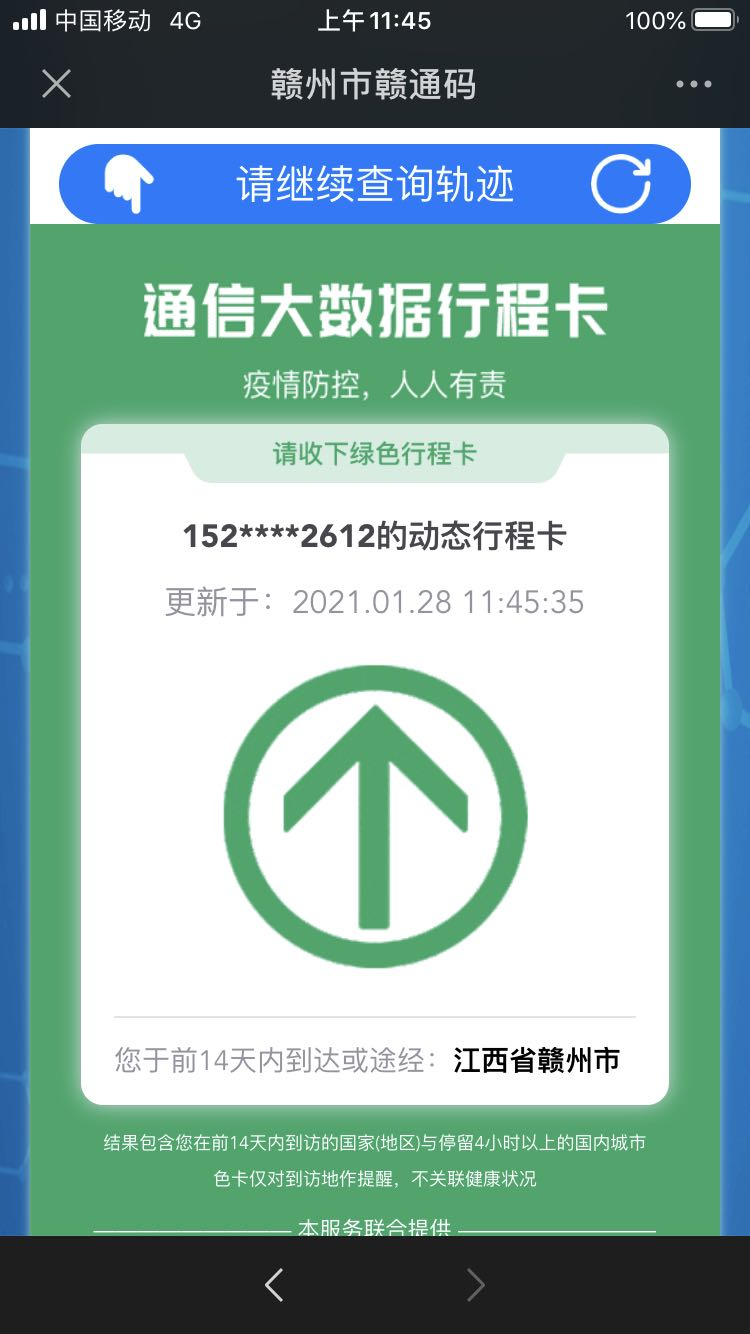 中国移动 4G 上午11:45 100%
赣州市赣通码
请继续查询轨迹
通信大数据行程卡
疫情防控，人人有责
请收下绿色行程卡
152****2612的动态行程卡
更新于：2021.01.28 11:45:35
您于前14天内到达或途经：江西省赣州市
结果包含您在前14天内到访的国家(地区)与停留4小时以上的国内城市
色卡仅对到访地作提醒，不关联健康状况
本服务联合提供